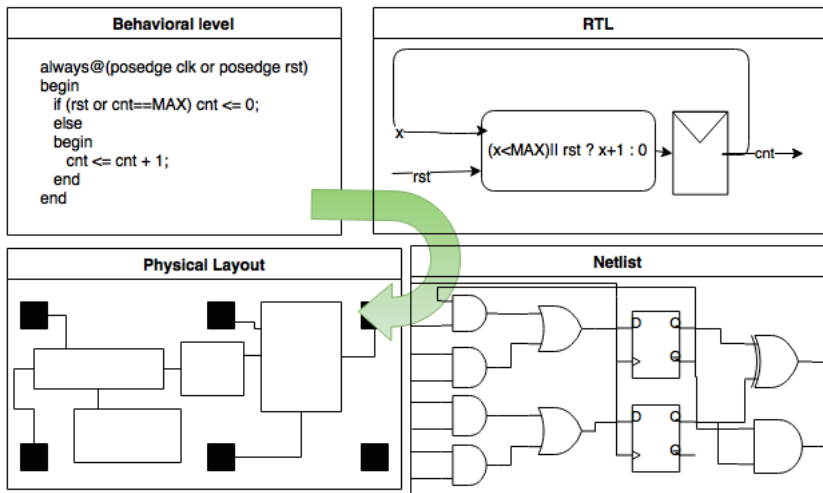 Behavioral level
always@(posedge clk or posedge rst)
begin
if (rst or cnt==MAX) cnt <= 0;
else
begin
cnt <= cnt + 1;
end
end
RTL
x
(x<MAX)|| rst ? x+1 : 0
rst
cnt
Physical Layout
Netlist
D Q
Q
D Q
Q